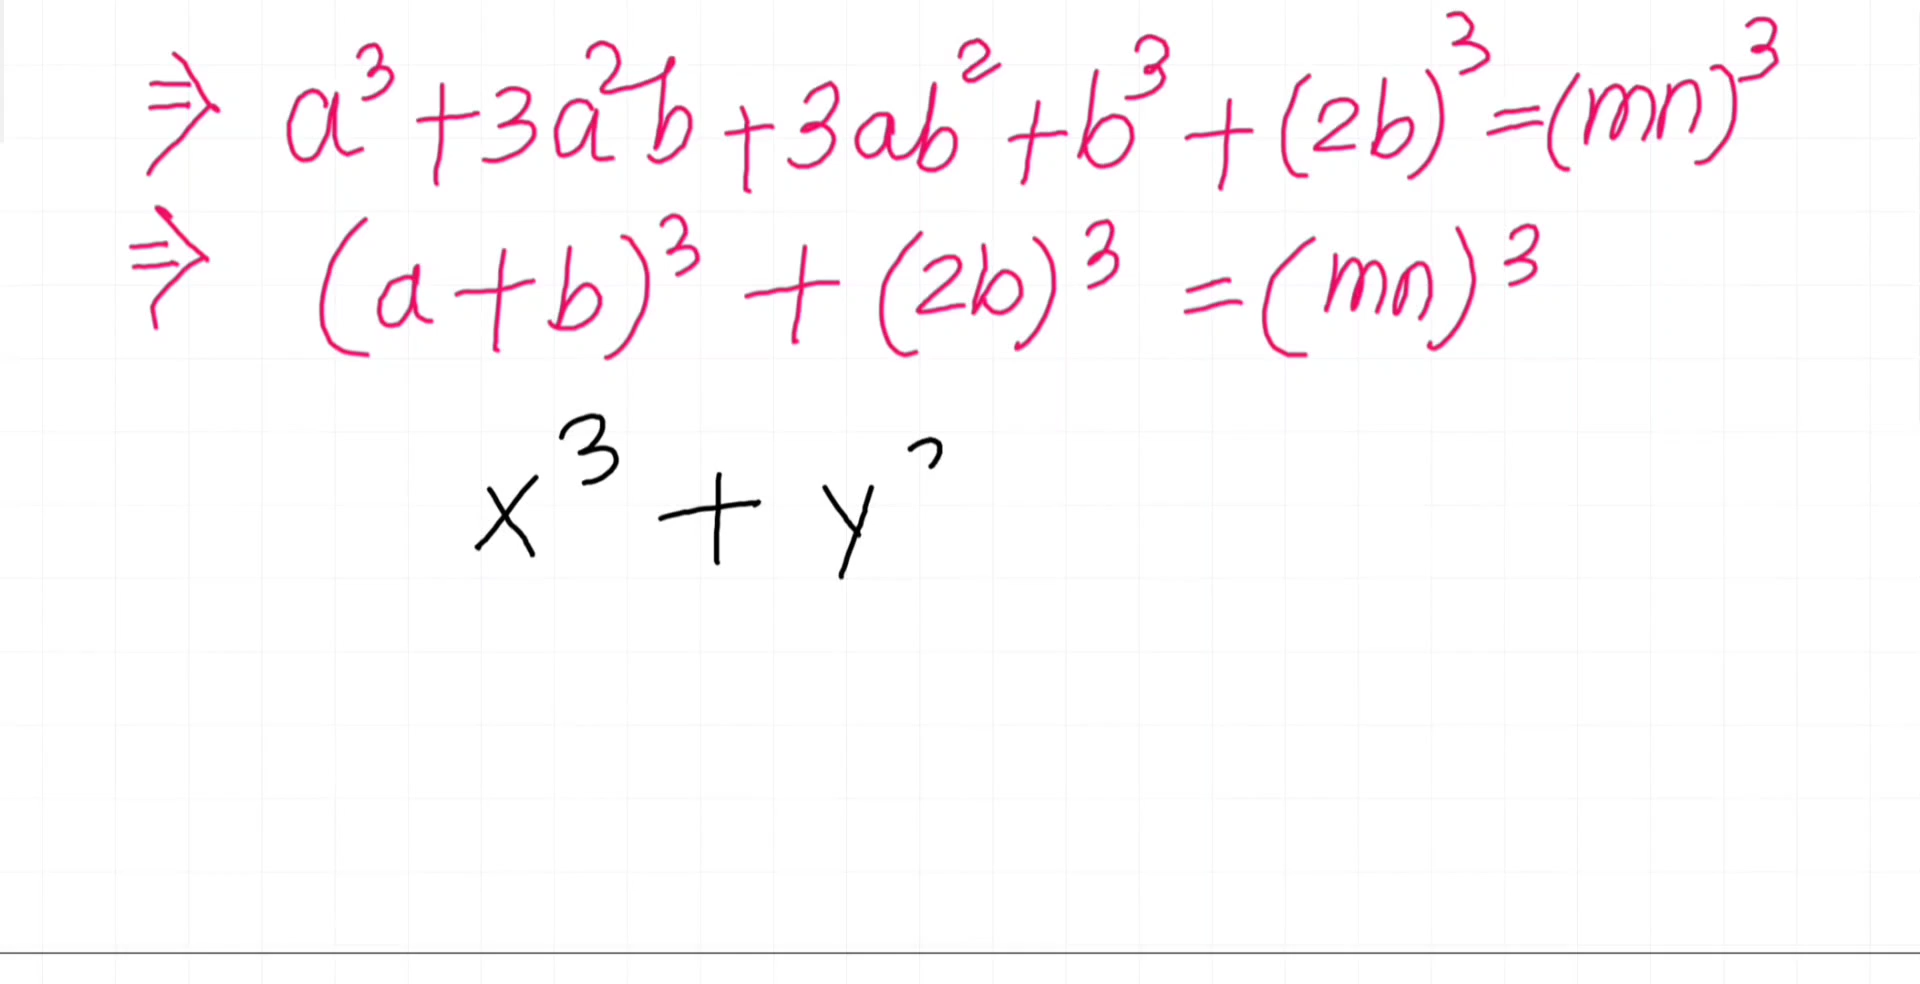 ⇒ a³+3a²b+3ab²+b³+(2b)³=(mn)³
⇒ (a+b)³+(2b)³=(mn)³
x³+y